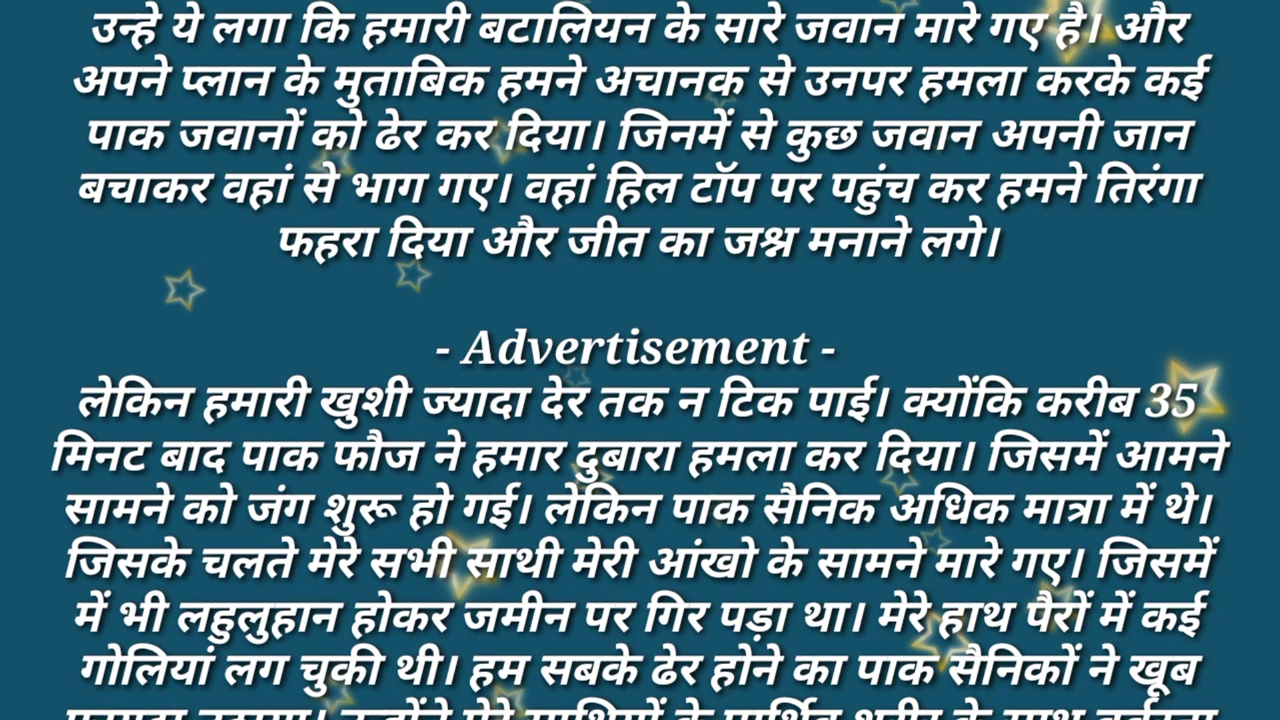 उन्हे ये लगा कि हमारी बटालियन के सारे जवान मारे गए है। और
अपने प्लान के मुताबिक हमने अचानक से उनपर हमला करके कई
पाक जवानों को ढेर कर दिया। जिनमें से कुछ जवान अपनी जान
बचाकर वहां से भाग गए। वहां हिल टॉप पर पहुंच कर हमने तिरंगा
फहरा दिया और जीत का जश्न मनाने लगे।
- Advertisement -
लेकिन हमारी खुशी ज्यादा देर तक न टिक पाई। क्योंकि करीब 35
मिनट बाद पाक फौज ने हमार दुबारा हमला कर दिया। जिसमें आमने
सामने को जंग शुरू हो गई। लेकिन पाक सैनिक अधिक मात्रा में थे।
जिसके चलते मेरे सभी साथी मेरी आंखो के सामने मारे गए। जिसमें
में भी लहुलुहान होकर जमीन पर गिर पड़ा था। मेरे हाथ पैरों में कई
गोलियां लग चुकी थी। हम सबके ढेर होने का पाक सैनिकों ने खूब